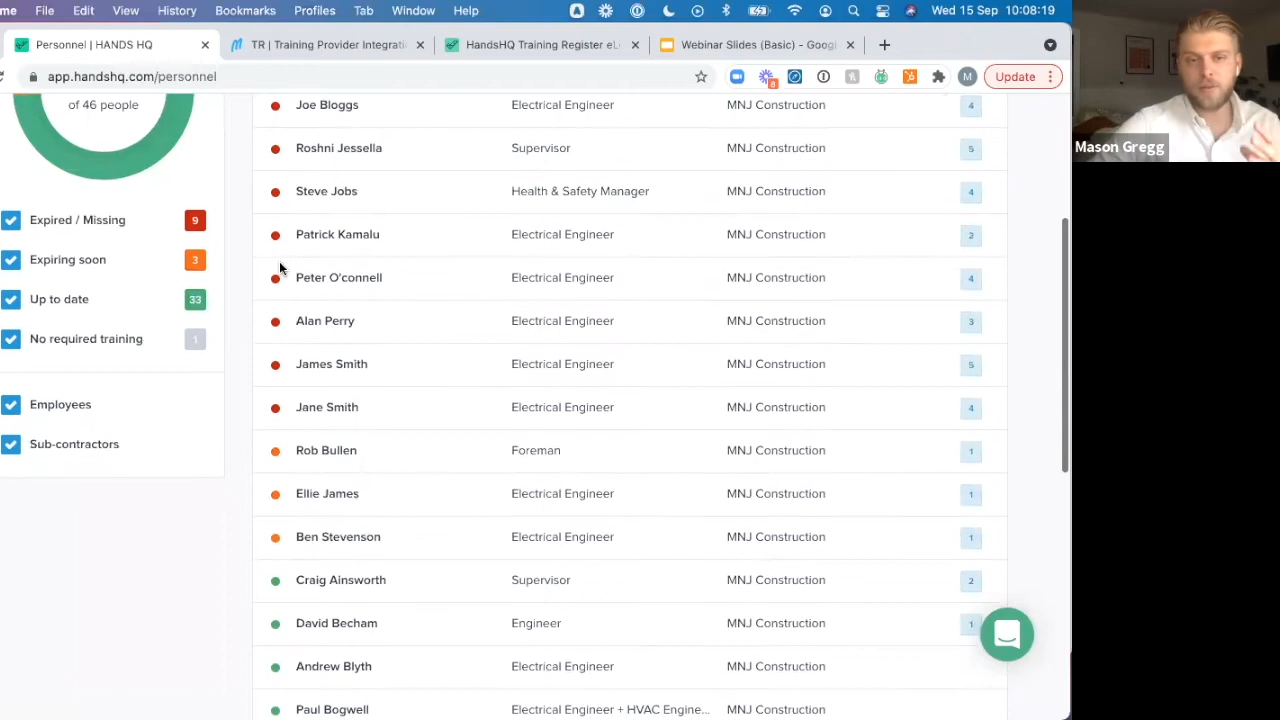 me File Edit View History Bookmarks Profiles Tab Window Help Wed 15 Sep 10:08:19
Personnel | HANDS HQ TR | Training Provider Integrati HandsHQ Training Register eL Webinar Slides (Basic) - Googl
app.handshq.com/personnel 8 M Update
Mason Gregg
of 46 people
Expired / Missing 9
Expiring soon 3
Up to date 33
No required training 1
Employees
Sub-contractors
Joe Bloggs Electrical Engineer MNJ Construction 4
Roshni Jessella Supervisor MNJ Construction 5
Steve Jobs Health & Safety Manager MNJ Construction 4
Patrick Kamalu Electrical Engineer MNJ Construction
Peter O'connell Electrical Engineer MNJ Construction 4
Alan Perry Electrical Engineer MNJ Construction 3
James Smith Electrical Engineer MNJ Construction 5
Jane Smith Electrical Engineer MNJ Construction 4
Rob Bullen Foreman MNJ Construction 1
Ellie James Electrical Engineer MNJ Construction 1
Ben Stevenson Electrical Engineer MNJ Construction 1
Craig Ainsworth Supervisor MNJ Construction 2
David Becham Engineer MNJ Construction 1
Andrew Blyth Electrical Engineer MNJ Construction
Paul Bogwell Electrical Engineer + HVAC Engine... MNJ Construction